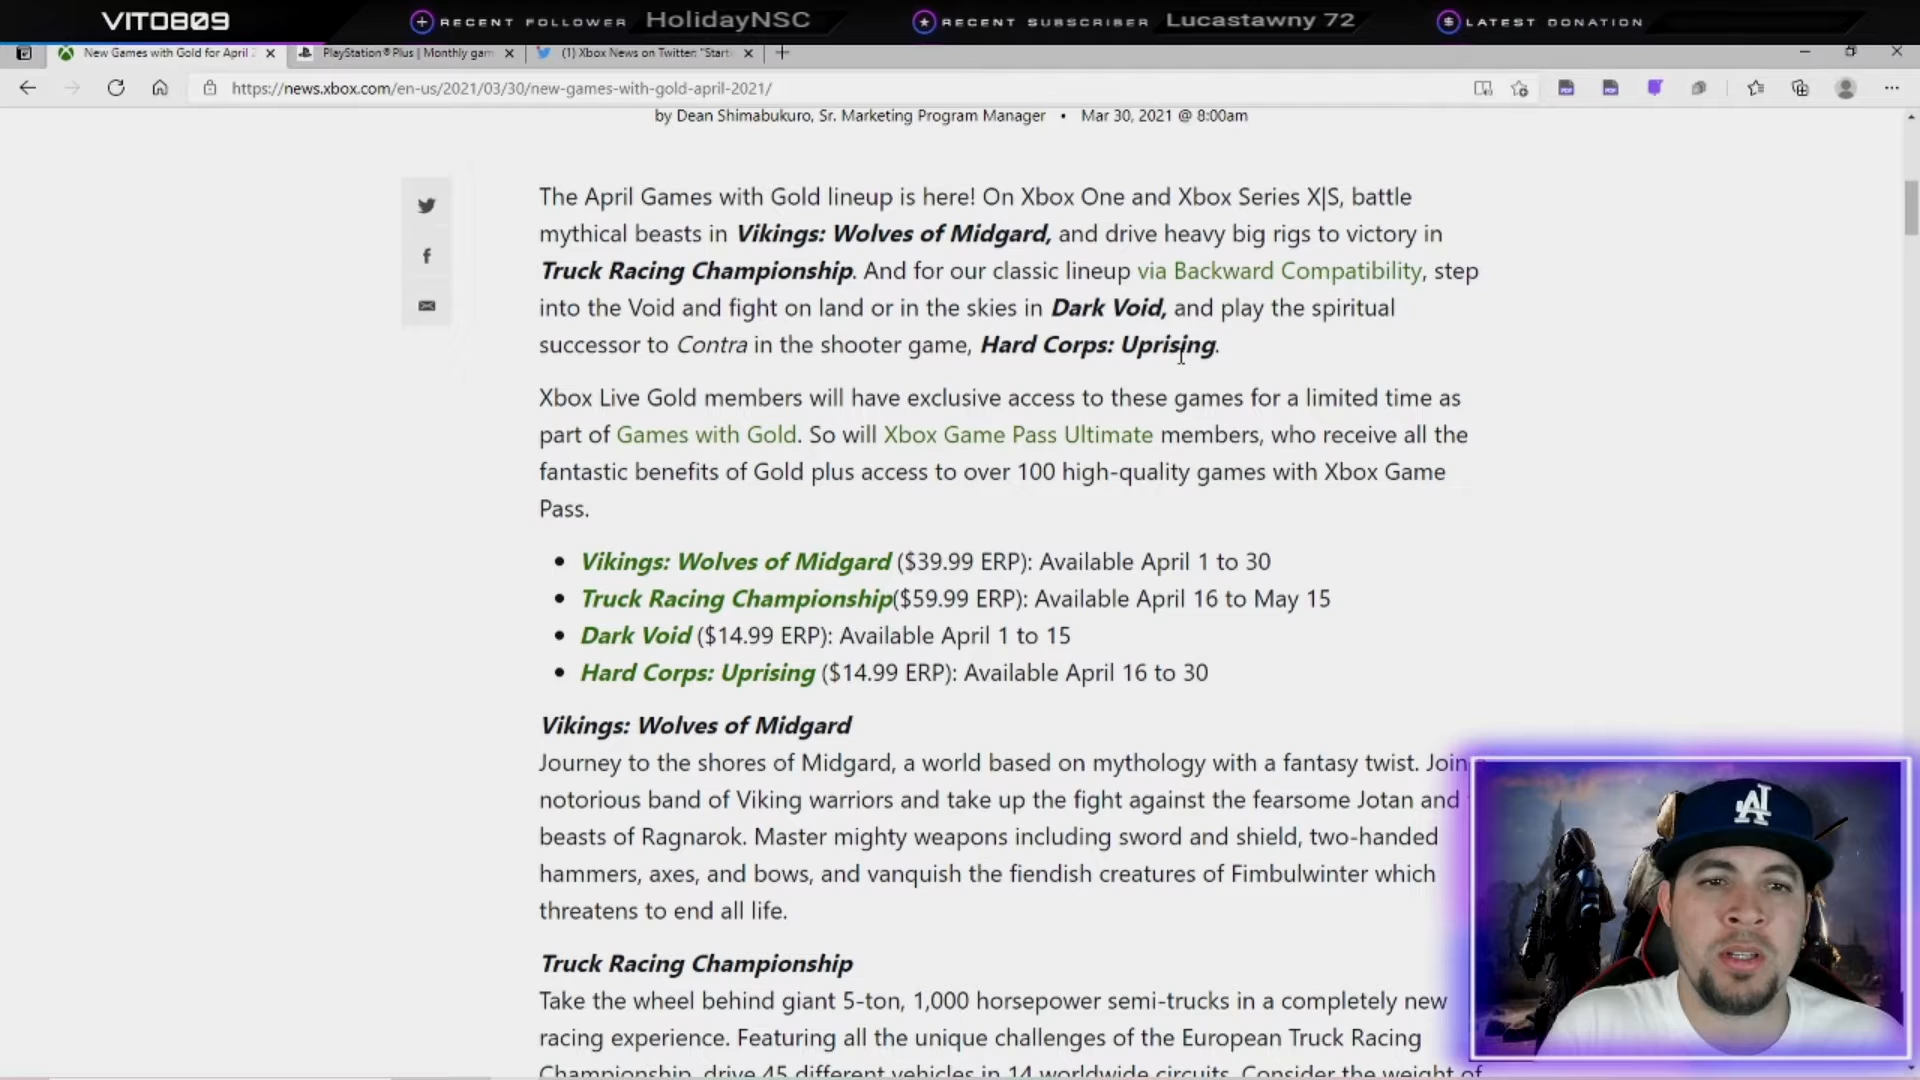 VITO809 RECENT FOLLOWER HolidayNSC RECENT SUBSCRIBER Lucastawny 72 LATEST DONATION
New Games with Gold for April PlayStation®Plus | Monthly gam (1) Xbox News on Twitter: "Start
https://news.xbox.com/en-us/2021/03/30/new-games-with-gold-april-2021/
by Dean Shimabukuro, Sr. Marketing Program Manager • Mar 30, 2021 @ 8:00am
The April Games with Gold lineup is here! On Xbox One and Xbox Series X|S, battle
mythical beasts in Vikings: Wolves of Midgard, and drive heavy big rigs to victory in
Truck Racing Championship. And for our classic lineup via Backward Compatibility, step
into the Void and fight on land or in the skies in Dark Void, and play the spiritual
successor to Contra in the shooter game, Hard Corps: Uprising.
Xbox Live Gold members will have exclusive access to these games for a limited time as
part of Games with Gold. So will Xbox Game Pass Ultimate members, who receive all the
fantastic benefits of Gold plus access to over 100 high-quality games with Xbox Game
Pass.
• Vikings: Wolves of Midgard ($39.99 ERP): Available April 1 to 30
• Truck Racing Championship($59.99 ERP): Available April 16 to May 15
• Dark Void ($14.99 ERP): Available April 1 to 15
• Hard Corps: Uprising ($14.99 ERP): Available April 16 to 30
Vikings: Wolves of Midgard
Journey to the shores of Midgard, a world based on mythology with a fantasy twist. Join
notorious band of Viking warriors and take up the fight against the fearsome Jotan and
beasts of Ragnarok. Master mighty weapons including sword and shield, two-handed
hammers, axes, and bows, and vanquish the fiendish creatures of Fimbulwinter which
threatens to end all life.
Truck Racing Championship
Take the wheel behind giant 5-ton, 1,000 horsepower semi-trucks in a completely new
racing experience. Featuring all the unique challenges of the European Truck Racing
Championship, drive 45 different vehicles in 14 worldwide circuits. Consider the weight of